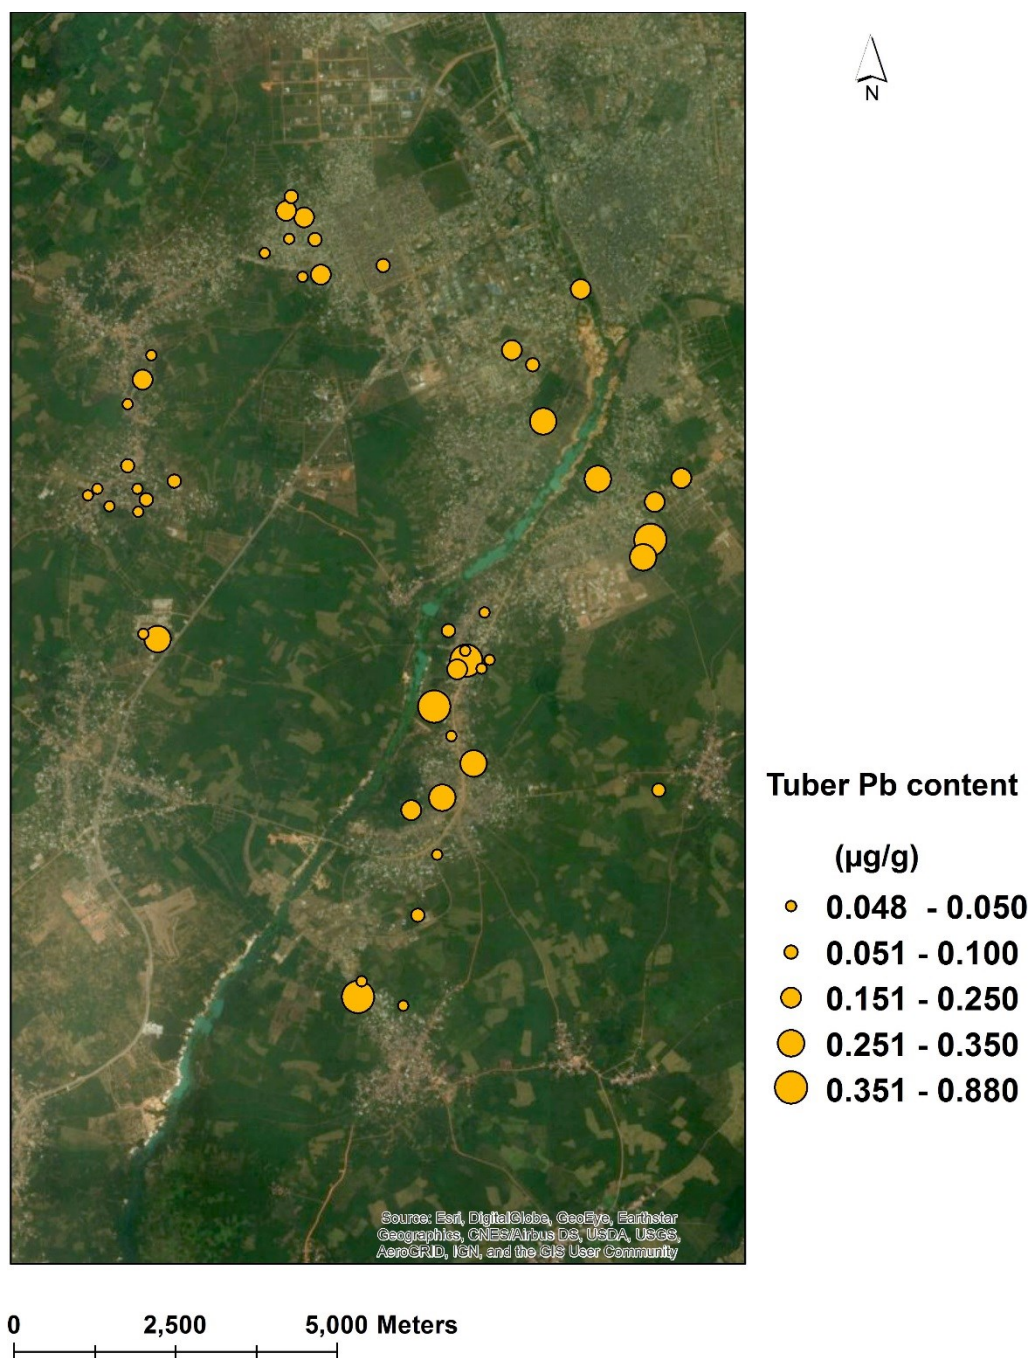 N
Tuber Pb content
(µg/g)
0.048 - 0.050
0.051 - 0.100
0.151 - 0.250
0.251 - 0.350
0.351 - 0.880
Source: Esri, DigitalGlobe, GeoEye, Earthstar
Geographics, CNES/Airbus DS, USDA, USGS,
AeroGRID, IGN, and the GIS User Community
0 2,500 5,000 Meters